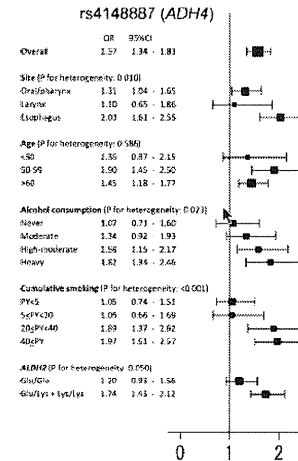 rs4148887 (ADH4)
OR 95%CI
Overall 1.57 1.34 - 1.83
Site (P for heterogeneity: 0.010)
Oral/pharynx 1.31 1.04 - 1.65
Larynx 1.10 0.65 - 1.86
Esophagus 2.03 1.61 - 2.55
Age (P for heterogeneity: 0.586)
<50 1.36 0.87 - 2.15
50-59 1.90 1.45 - 2.50
>60 1.45 1.18 - 1.77
Alcohol consumption (P for heterogeneity: 0.023)
Never 1.07 0.71 - 1.60
Moderate 1.34 0.92 - 1.93
High-moderate 1.58 1.15 - 2.17
Heavy 1.82 1.34 - 2.46
Cumulative smoking (P for heterogeneity: <0.001)
PY<5 1.05 0.74 - 1.51
5≤PY<20 1.05 0.66 - 1.69
20≤PY<40 1.89 1.37 - 2.62
40≤PY 1.97 1.51 - 2.57
ALDH2 (P for heterogeneity: 0.050)
Glu/Glu 1.20 0.93 - 1.56
Glu/Lys + Lys/Lys 1.74 1.43 - 2.12
0 1 2